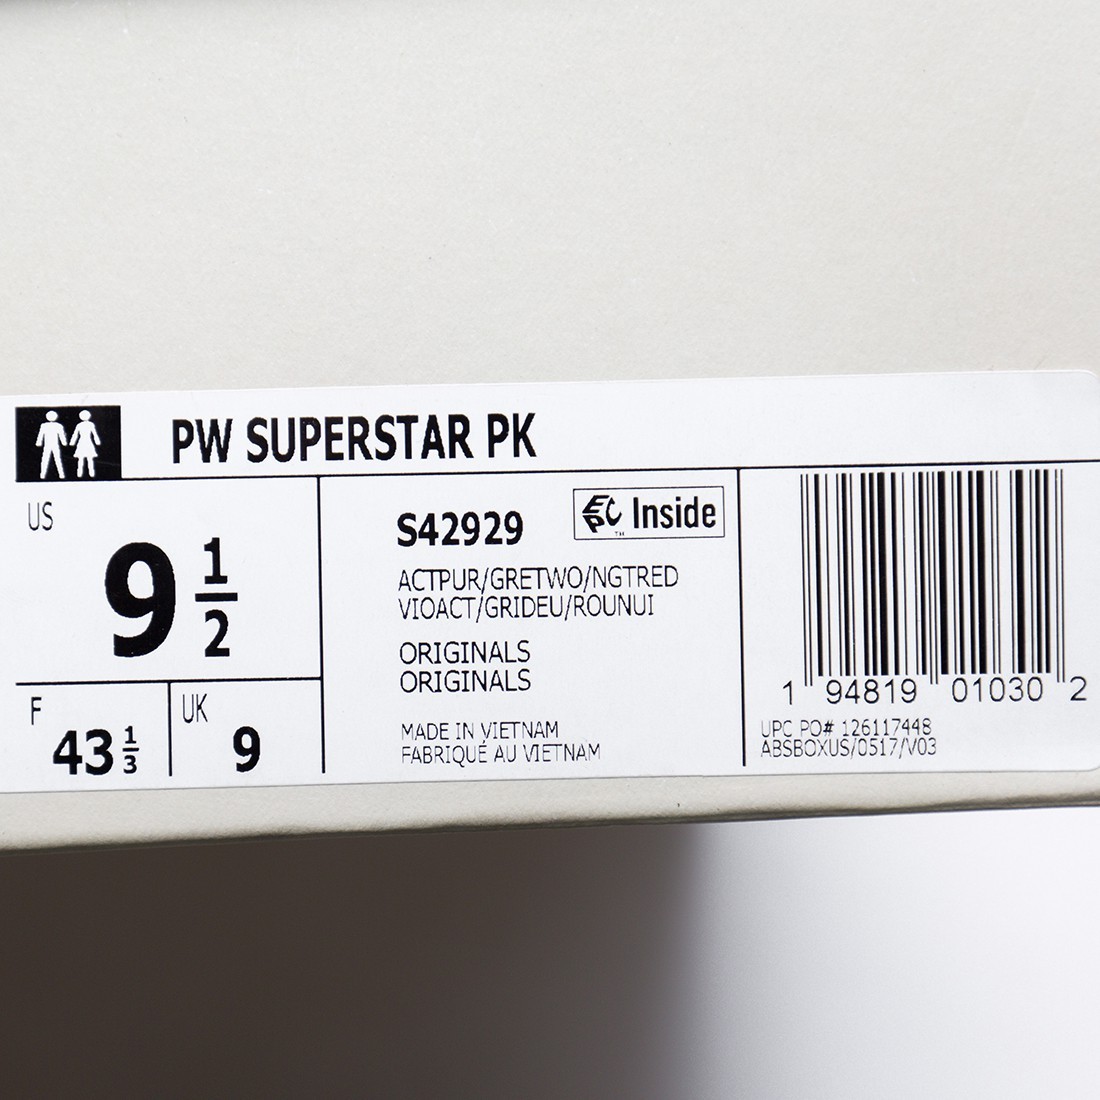 PW SUPERSTAR PK
US
9 1/2
F
43 1/3
UK
9
S42929
EPC™ Inside
ACTPUR/GRETWO/NGTRED
VIOACT/GRIDEU/ROUNUI
ORIGINALS
ORIGINALS
MADE IN VIETNAM
FABRIQUÉ AU VIETNAM
1 94819 01030 2
UPC PO# 126117448
ABSBOXUS/0517/V03